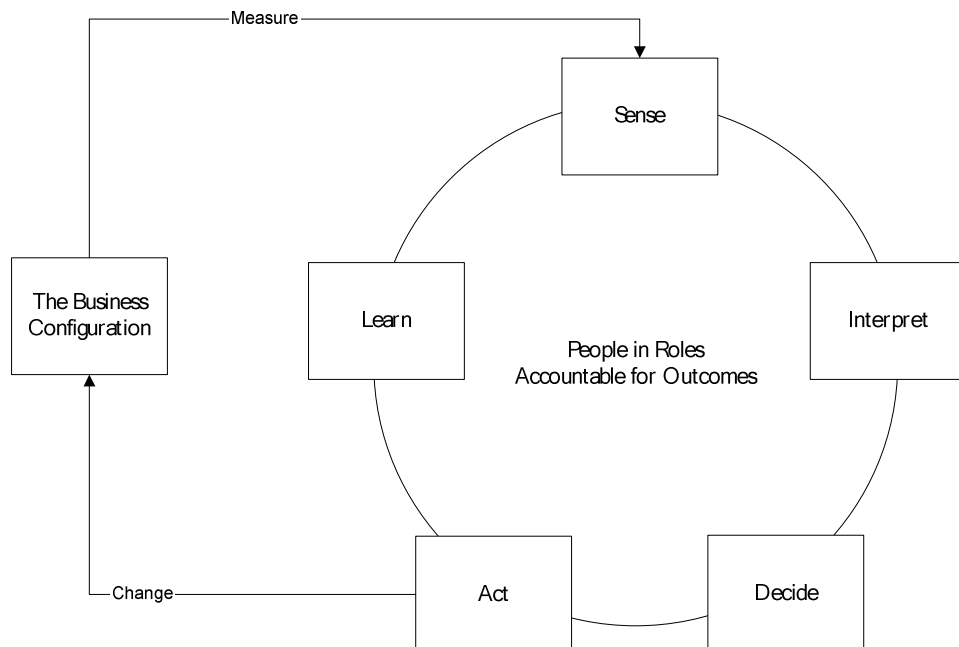 Measure
Sense
The Business
Configuration
Learn
Interpret
People in Roles
Accountable for Outcomes
Change
Act
Decide